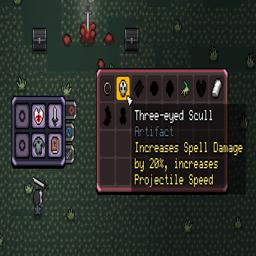 Three-eyed Scull
Artifact
Increases Spell Damage
by 20%, increases
Projectile Speed